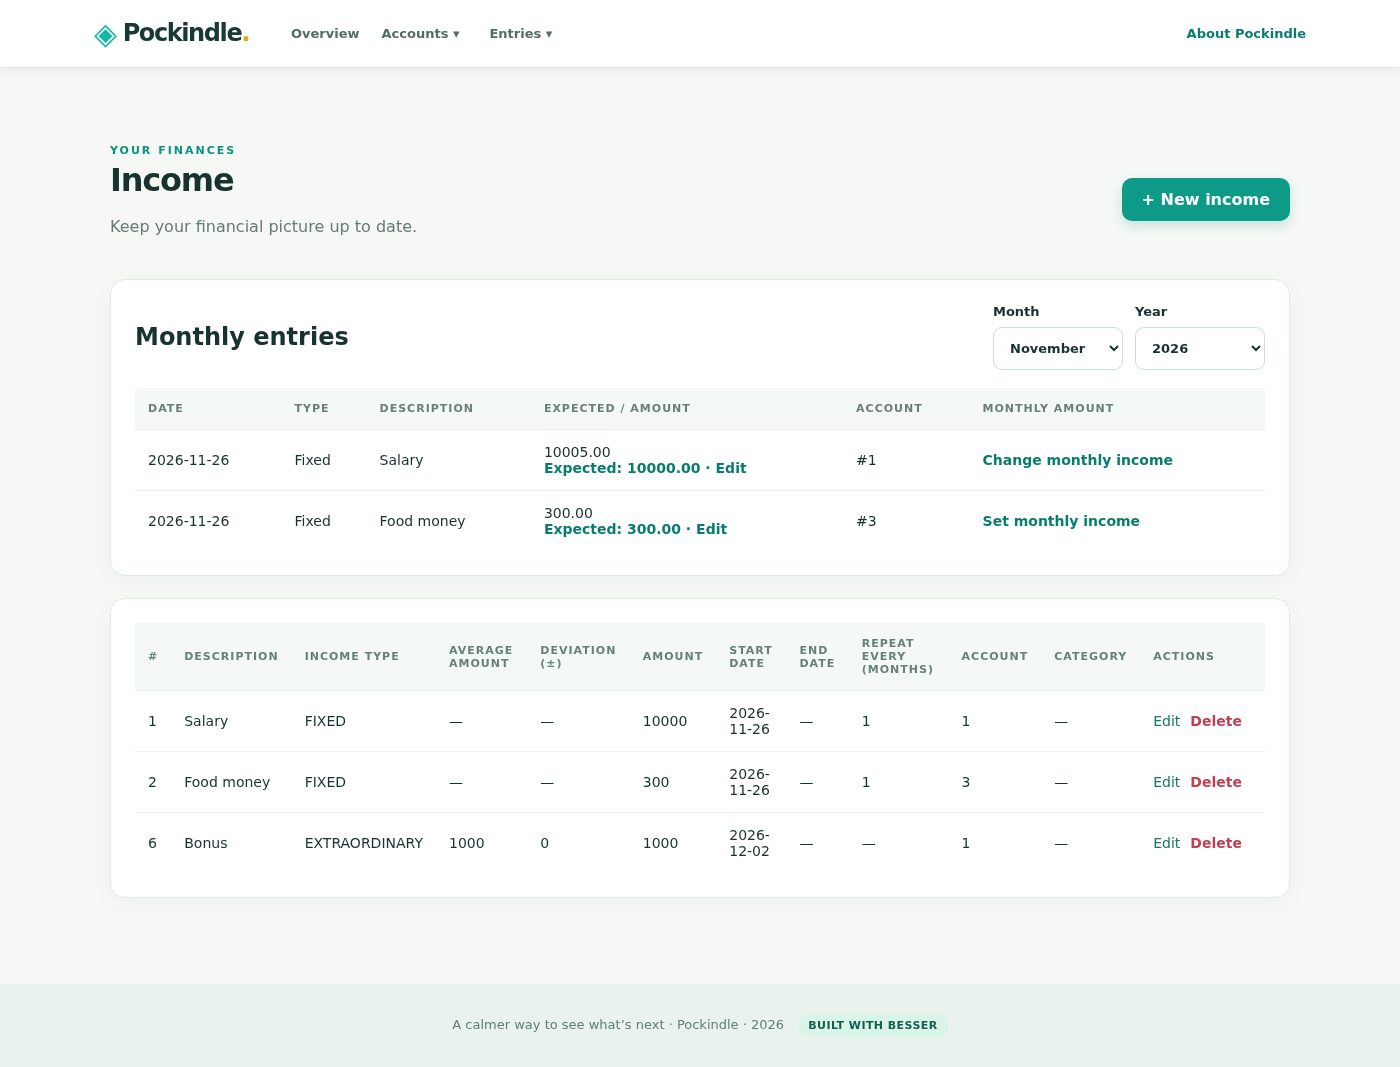 Pockindle.
Overview Accounts ▾ Entries ▾ About Pockindle
YOUR FINANCES
Income
Keep your financial picture up to date.
+ New income
Monthly entries
Month Year
November 2026
DATE TYPE DESCRIPTION EXPECTED / AMOUNT ACCOUNT MONTHLY AMOUNT
2026-11-26 Fixed Salary 10005.00 #1 Change monthly income
Expected: 10000.00 · Edit
2026-11-26 Fixed Food money 300.00 #3 Set monthly income
Expected: 300.00 · Edit
# DESCRIPTION INCOME TYPE AVERAGE AMOUNT DEVIATION (±) AMOUNT START DATE END DATE REPEAT EVERY (MONTHS) ACCOUNT CATEGORY ACTIONS
1 Salary FIXED — — 10000 2026-11-26 — 1 1 — Edit Delete
2 Food money FIXED — — 300 2026-11-26 — 1 3 — Edit Delete
6 Bonus EXTRAORDINARY 1000 0 1000 2026-12-02 — — 1 — Edit Delete
A calmer way to see what’s next · Pockindle · 2026 BUILT WITH BESSER